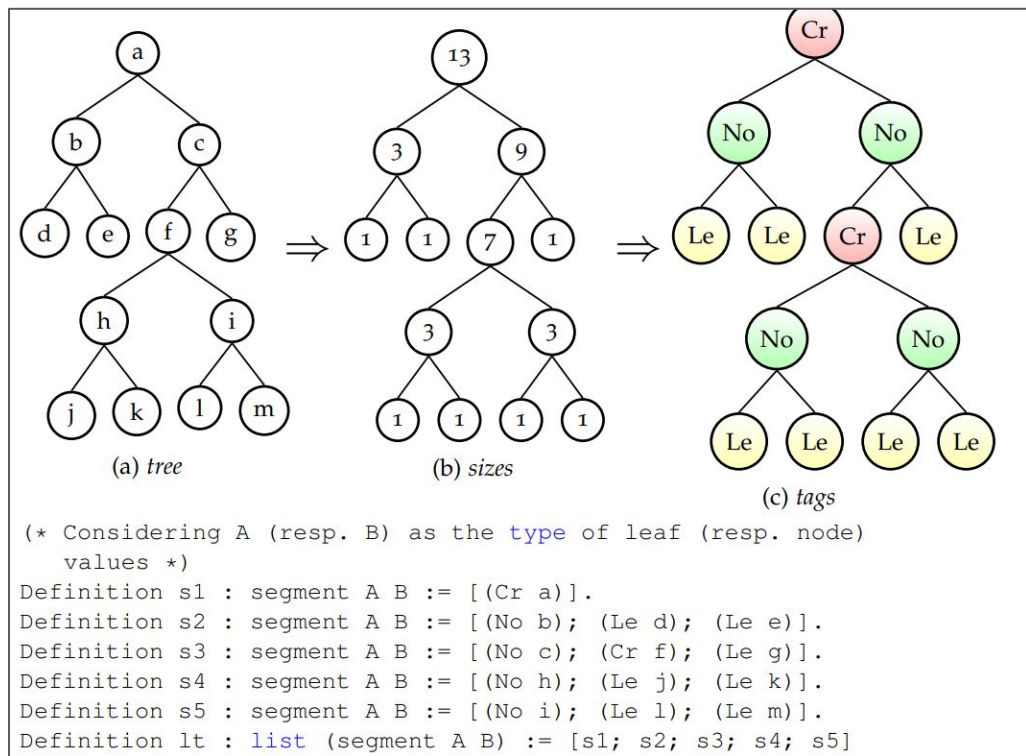 a
13
Cr
b c
3 9
No No
d e f g
⇒
1 1 7 1
⇒
Le Le Cr Le
h i
3 3
No No
j k l m
1 1 1 1
Le Le Le Le
(a) tree
(b) sizes
(c) tags
(* Considering A (resp. B) as the type of leaf (resp. node)
values *)
Definition s1 : segment A B := [(Cr a)].
Definition s2 : segment A B := [(No b); (Le d); (Le e)].
Definition s3 : segment A B := [(No c); (Cr f); (Le g)].
Definition s4 : segment A B := [(No h); (Le j); (Le k)].
Definition s5 : segment A B := [(No i); (Le l); (Le m)].
Definition lt : list (segment A B) := [s1; s2; s3; s4; s5]